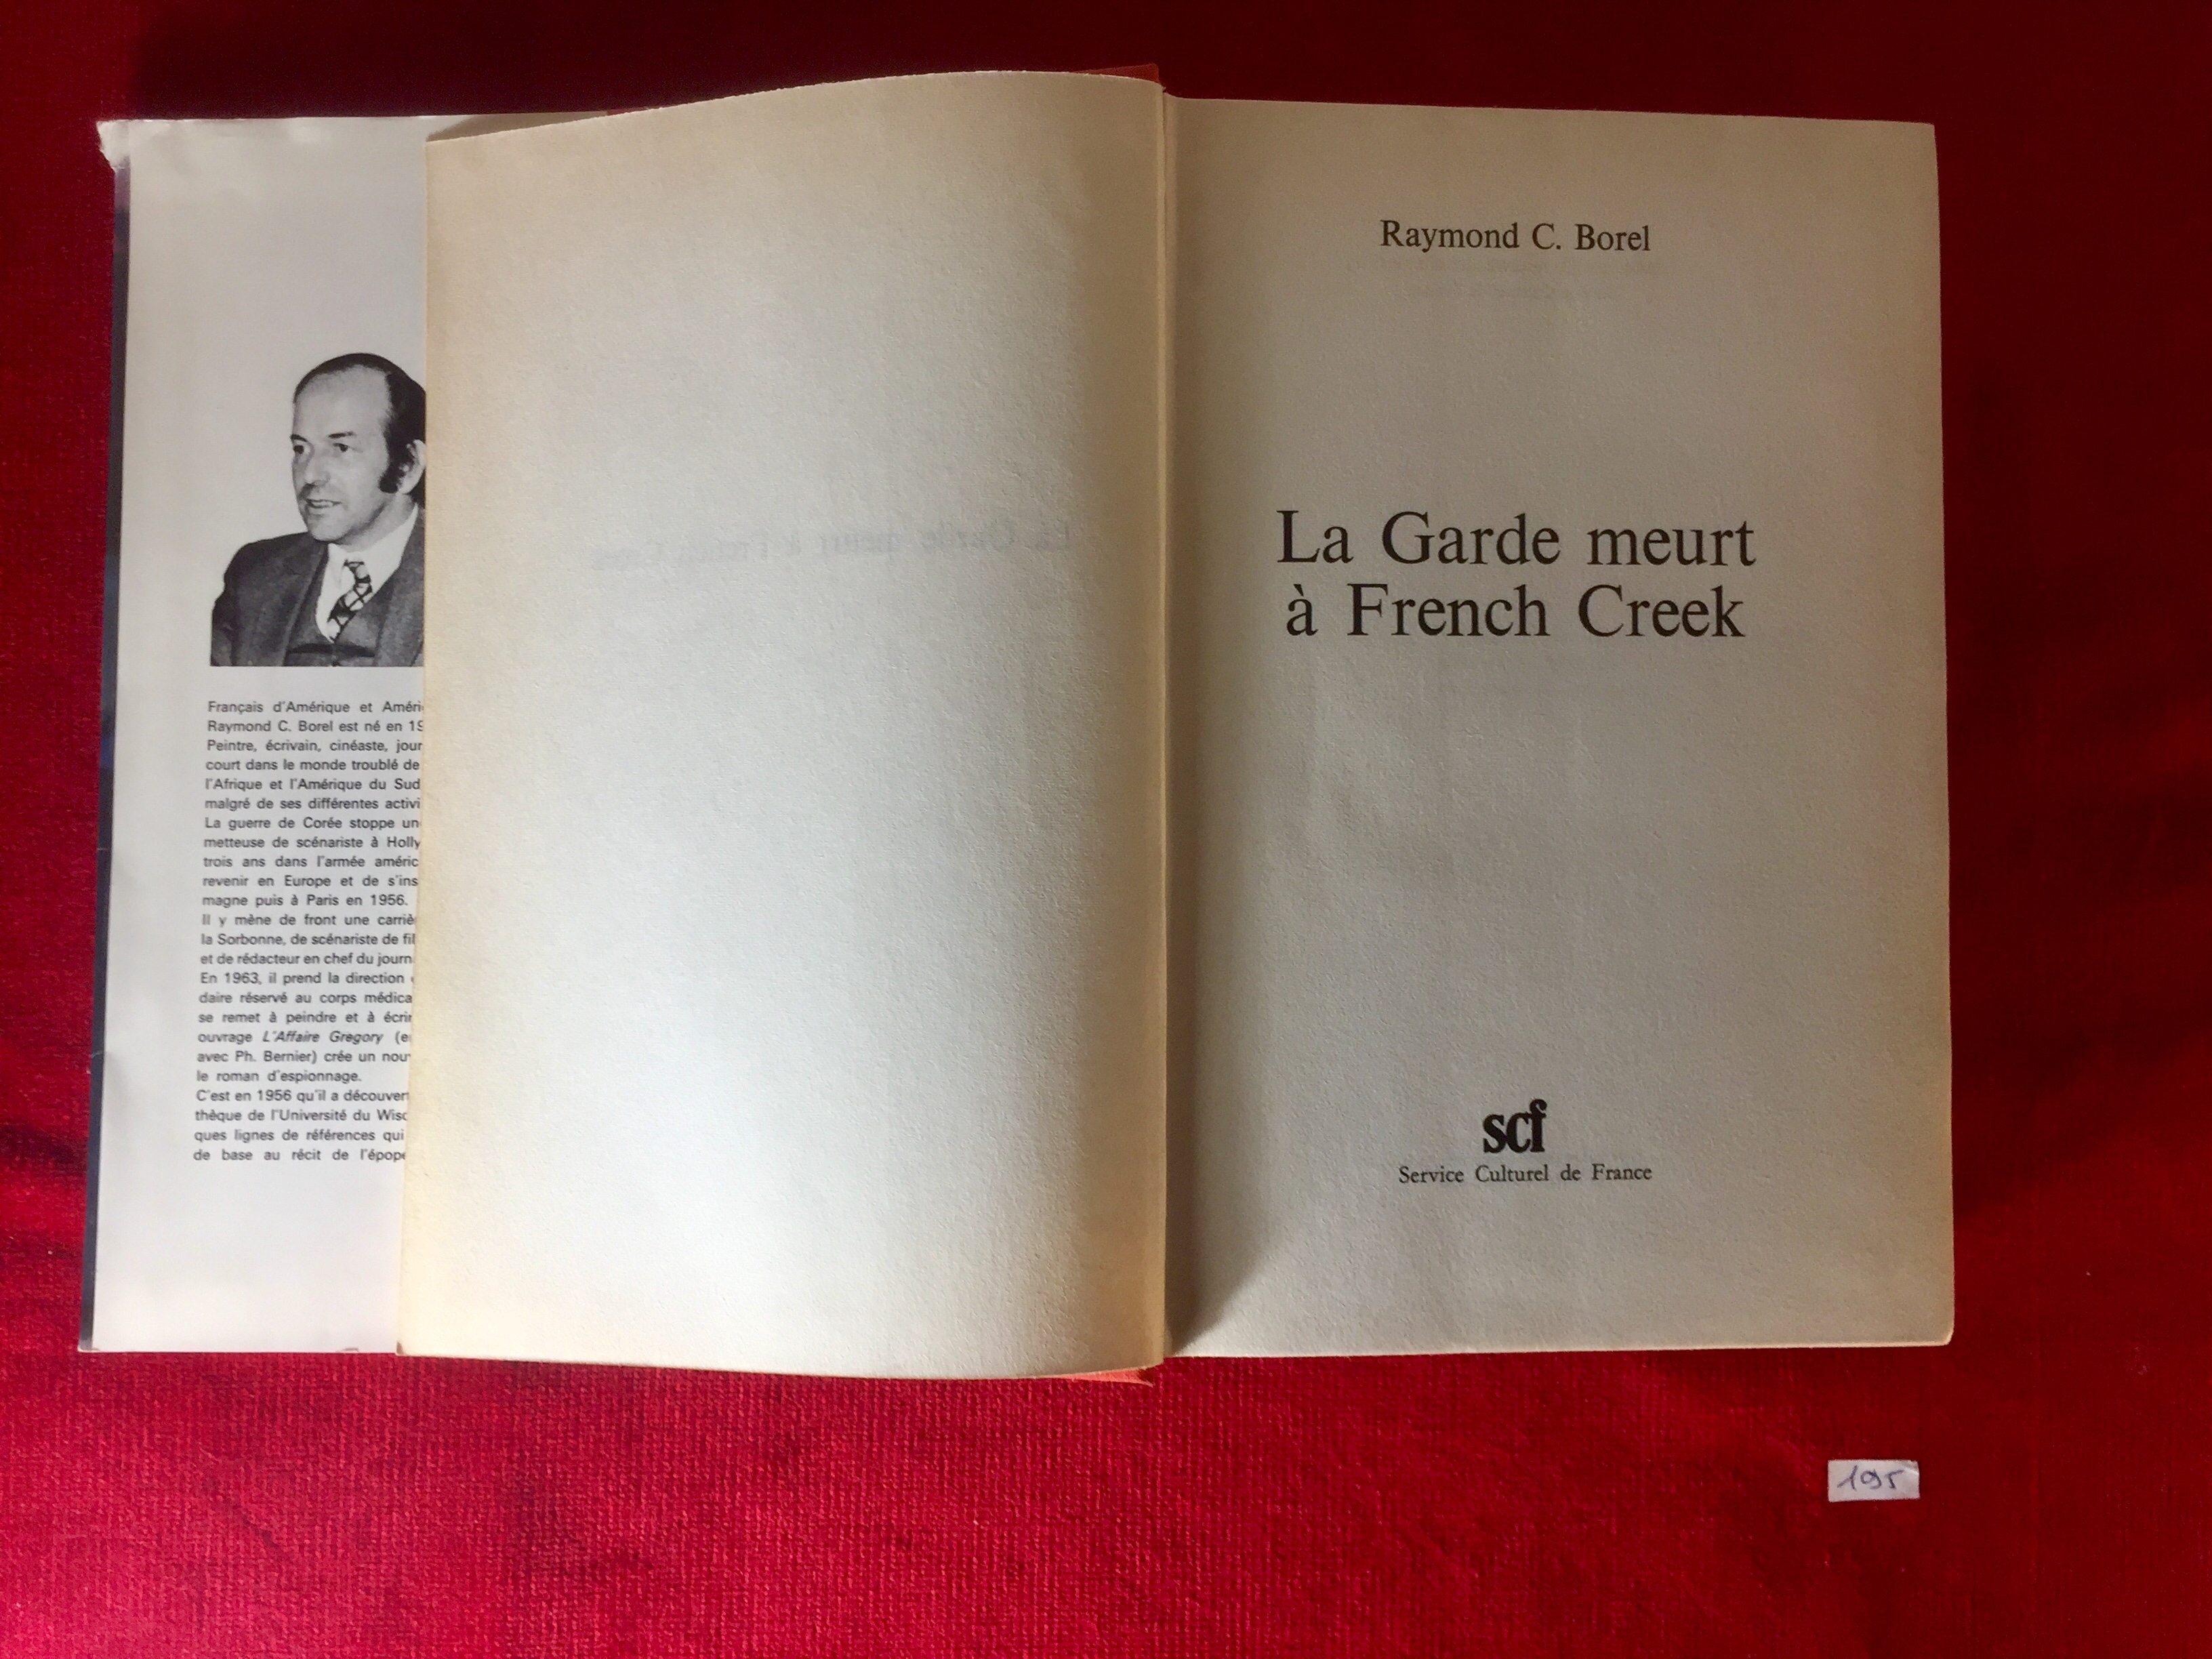 Français d'Amérique et Améri
Raymond C. Borel est né en 19
Peintre, écrivain, cinéaste, jour
court dans le monde troublé de
l'Afrique et l'Amérique du Sud
malgré de ses différentes activi
La guerre de Corée stoppe un
metteuse de scénariste à Holly
trois ans dans l'armée améric
revenir en Europe et de s'ins
magne puis à Paris en 1956.
Il y mène de front une carriè
la Sorbonne, de scénariste de fil
et de rédacteur en chef du journ
En 1963, il prend la direction
daire réservé au corps médica
se remet à peindre et à écrir
ouvrage L'Affaire Gregory (e
avec Ph. Bernier) crée un nou
le roman d'espionnage.
C'est en 1956 qu'il a découver
thèque de l'Université du Wisc
ques lignes de références qui
de base au récit de l'épop
Raymond C. Borel
La Garde meurt
à French Creek
scf
Service Culturel de France
195